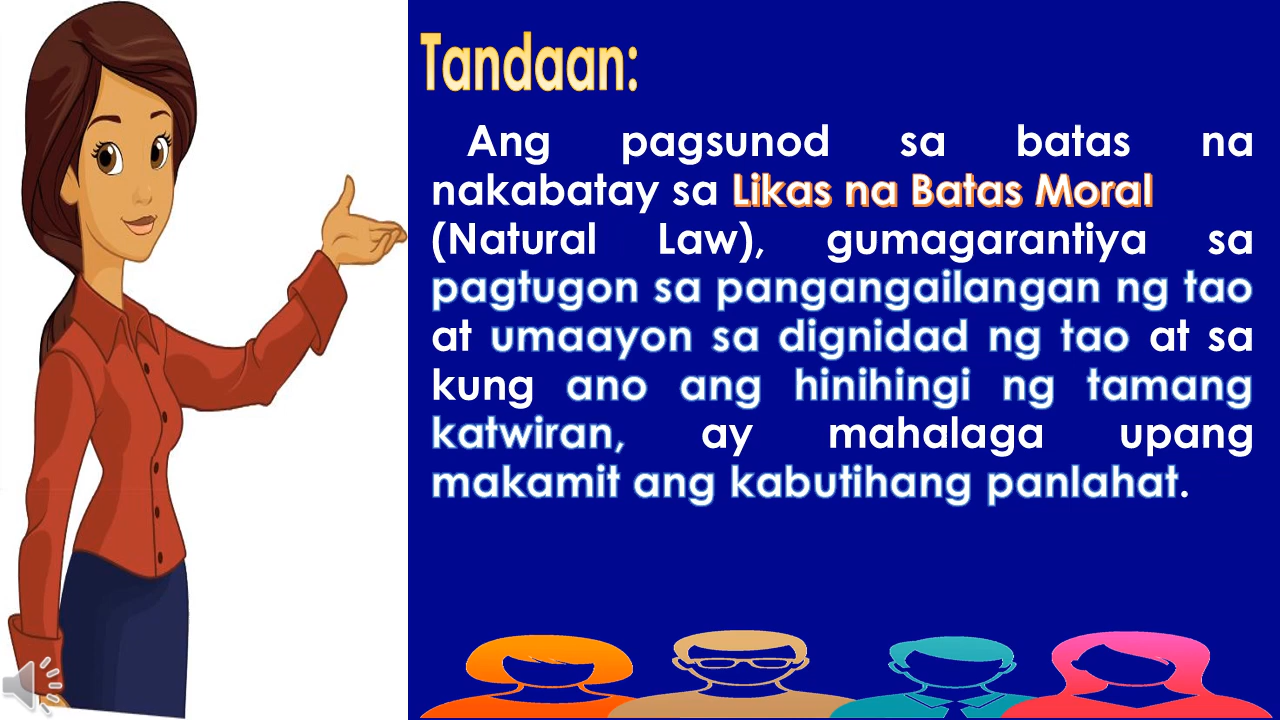 Tandaan:
Ang pagsunod sa batas na
nakabatay sa Likas na Batas Moral
(Natural Law), gumagarantiya sa
pagtugon sa pangangailangan ng tao
at umaayon sa dignidad ng tao at sa
kung ano ang hinihingi ng tamang
katwiran, ay mahalaga upang
makamit ang kabutihang panlahat.